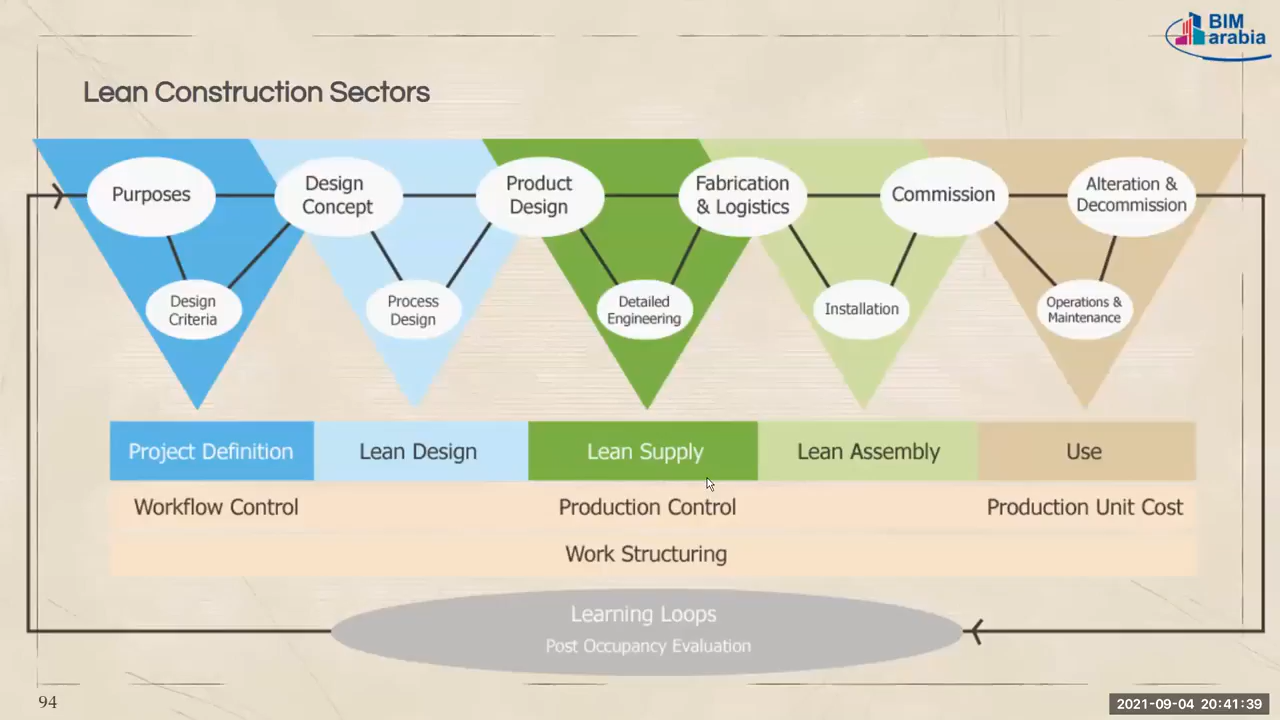 BIM
arabia
Lean Construction Sectors
Purposes
Design
Concept
Product
Design
Fabrication
& Logistics
Commission
Alteration &
Decommission
Design
Criteria
Process
Design
Detailed
Engineering
Installation
Operations &
Maintenance
Project Definition
Lean Design
Lean Supply
Lean Assembly
Use
Workflow Control
Production Control
Production Unit Cost
Work Structuring
Learning Loops
Post Occupancy Evaluation
94
2021-09-04 20:41:39